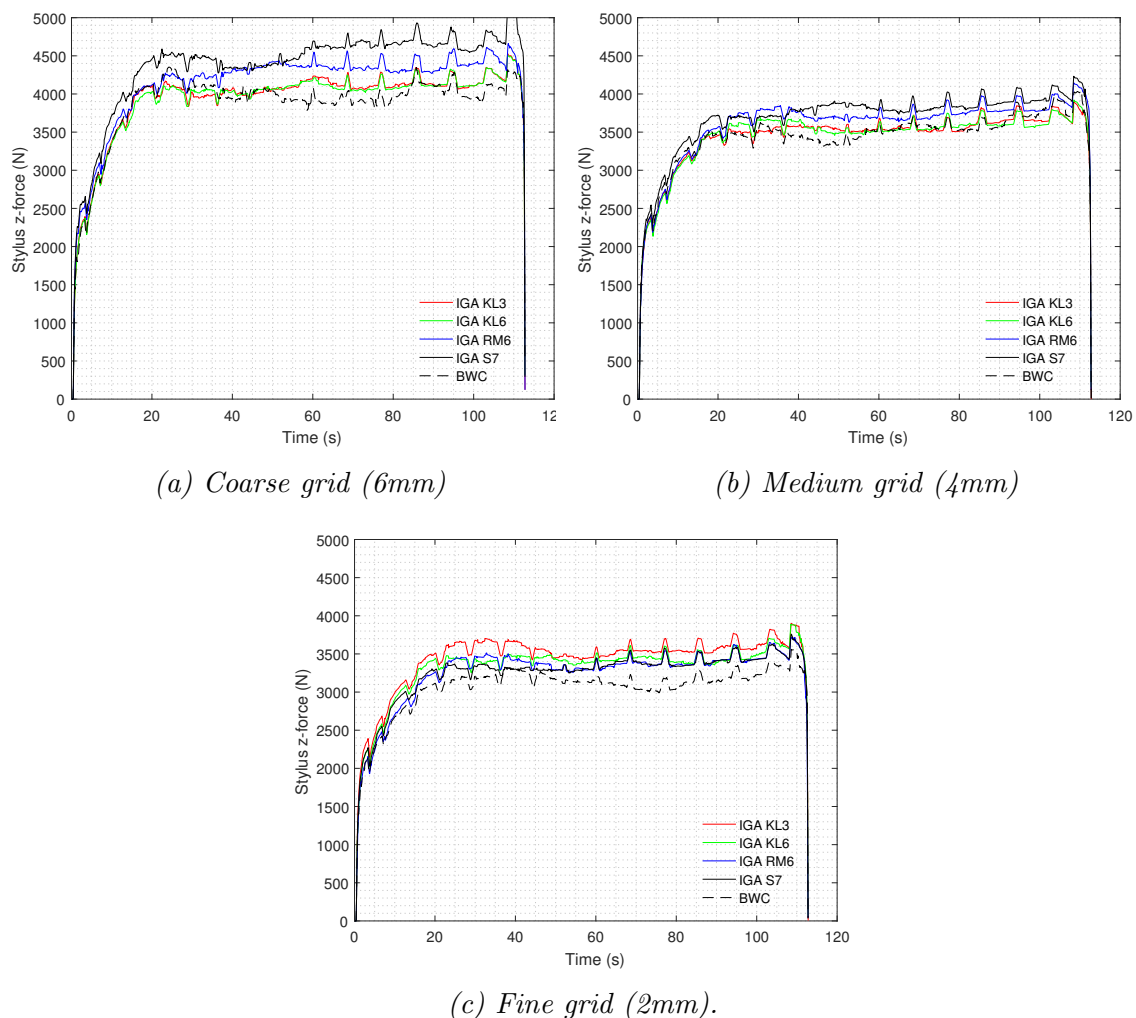 5000
4500
4000
3500
3000
2500
2000
1500
1000
500
0
Stylus z-force (N)
IGA KL3
IGA KL6
IGA RM6
IGA S7
BWC
0 20 40 60 80 100 12
Time (s)
(a) Coarse grid (6mm)
5000
4500
4000
3500
3000
2500
2000
1500
1000
500
0
Stylus z-force (N)
IGA KL3
IGA KL6
IGA RM6
IGA S7
BWC
0 20 40 60 80 100 120
Time (s)
(b) Medium grid (4mm)
5000
4500
4000
3500
3000
2500
2000
1500
1000
500
0
Stylus z-force (N)
IGA KL3
IGA KL6
IGA RM6
IGA S7
BWC
0 20 40 60 80 100 120
Time (s)
(c) Fine grid (2mm).